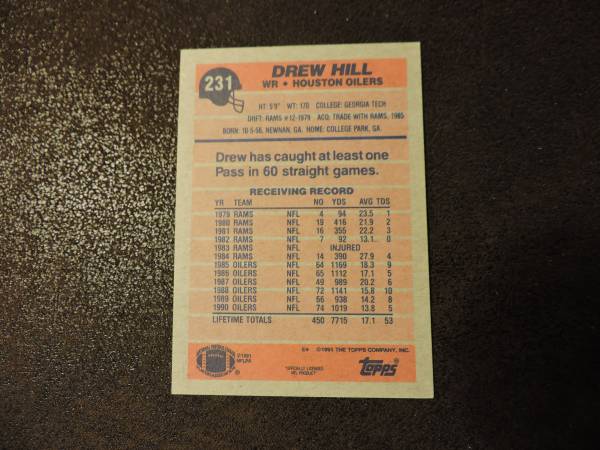 231
DREW HILL
WR • HOUSTON OILERS
HT: 5'9" WT: 170 COLLEGE: GEORGIA TECH
DRFT: RAMS #12-1979 ACQ: TRADE WITH RAMS, 1985
BORN: 10-5-56, NEWNAN, GA. HOME: COLLEGE PARK, GA.
Drew has caught at least one
Pass in 60 straight games.
RECEIVING RECORD
YR TEAM NO YDS AVG TDS
1979 RAMS NFL 4 94 23.5 1
1980 RAMS NFL 19 416 21.9 2
1981 RAMS NFL 16 355 22.2 3
1982 RAMS NFL 7 92 13.1 0
1983 RAMS NFL INJURED
1984 RAMS NFL 14 390 27.9 4
1985 OILERS NFL 64 1169 18.3 9
1986 OILERS NFL 65 1112 17.1 5
1987 OILERS NFL 49 989 20.2 6
1988 OILERS NFL 72 1141 15.8 10
1989 OILERS NFL 66 938 14.2 8
1990 OILERS NFL 74 1019 13.8 5
LIFETIME TOTALS 450 7715 17.1 53
©1991 THE TOPPS COMPANY, INC.
©1991
NFLPA
"OFFICIALLY LICENSED
NFL PRODUCT"
TOPPS